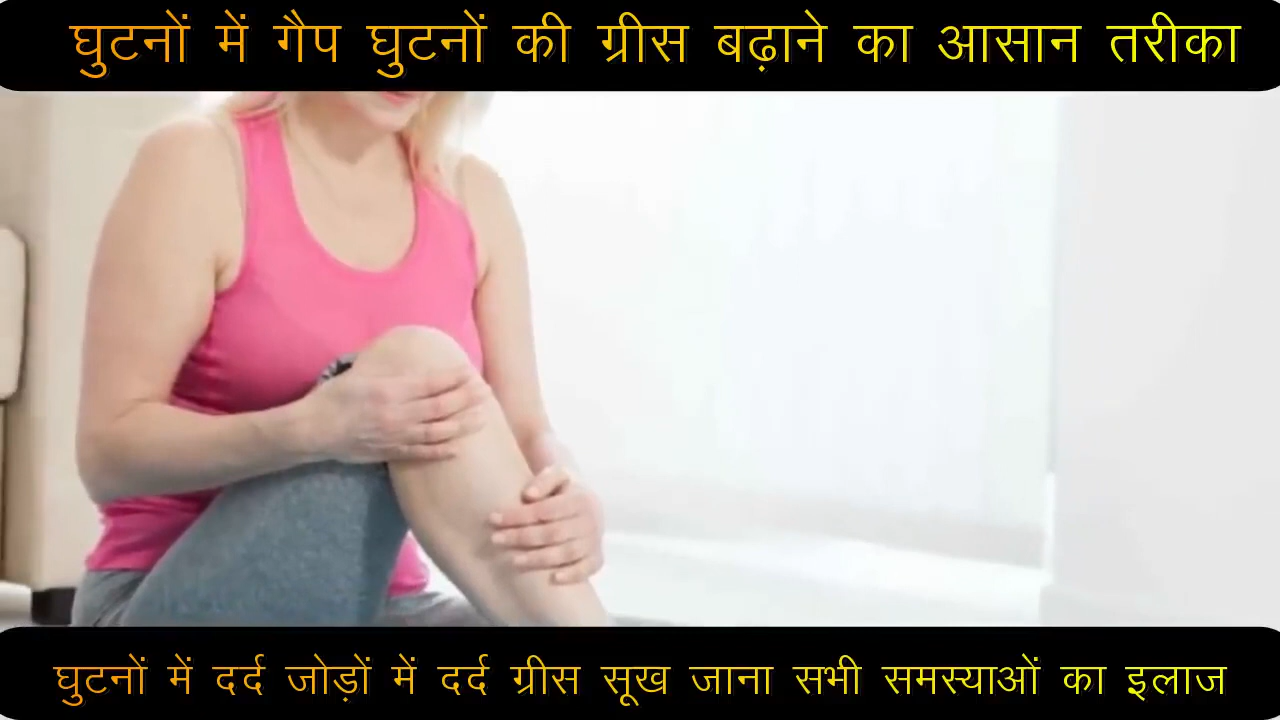 घुटनों में गैप घुटनों की ग्रीस बढ़ाने का आसान तरीका
घुटनों में दर्द जोड़ों में दर्द ग्रीस सूख जाना सभी समस्याओं का इलाज